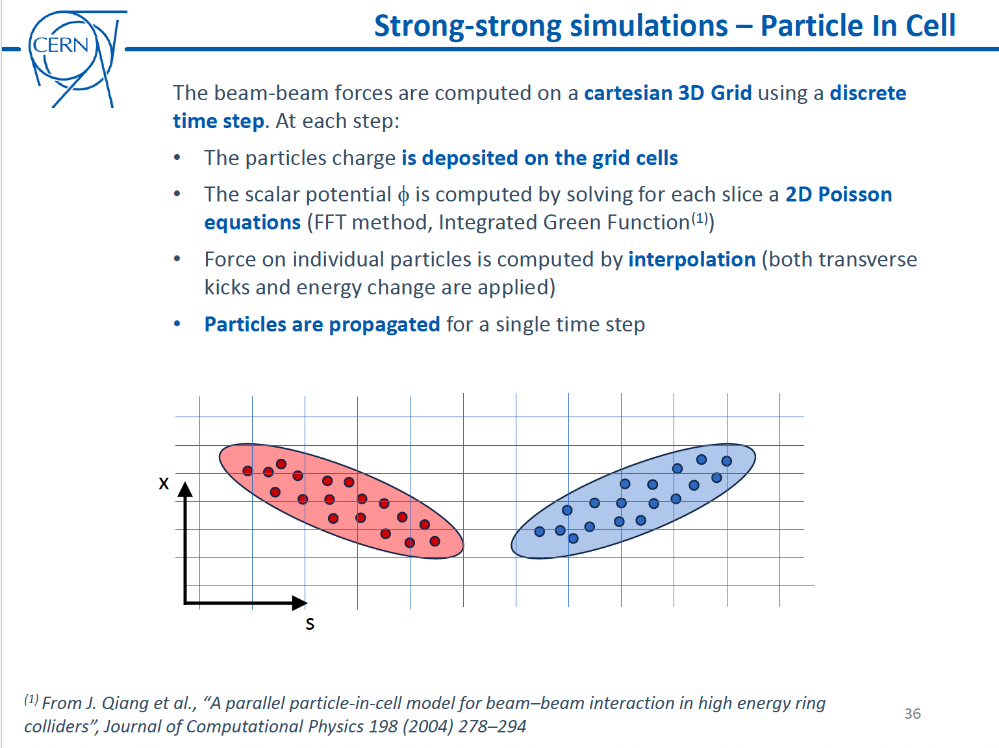 CERN
Strong-strong simulations – Particle In Cell
The beam-beam forces are computed on a cartesian 3D Grid using a discrete
time step. At each step:
• The particles charge is deposited on the grid cells
• The scalar potential ϕ is computed by solving for each slice a 2D Poisson
equations (FFT method, Integrated Green Function(1))
• Force on individual particles is computed by interpolation (both transverse
kicks and energy change are applied)
• Particles are propagated for a single time step
x
s
(1) From J. Qiang et al., “A parallel particle-in-cell model for beam–beam interaction in high energy ring
colliders”, Journal of Computational Physics 198 (2004) 278–294
36